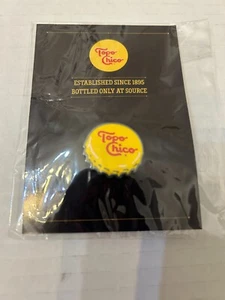 Topo
Chico
ESTABLISHED SINCE 1895
BOTTLED ONLY AT SOURCE
Topo
Chico